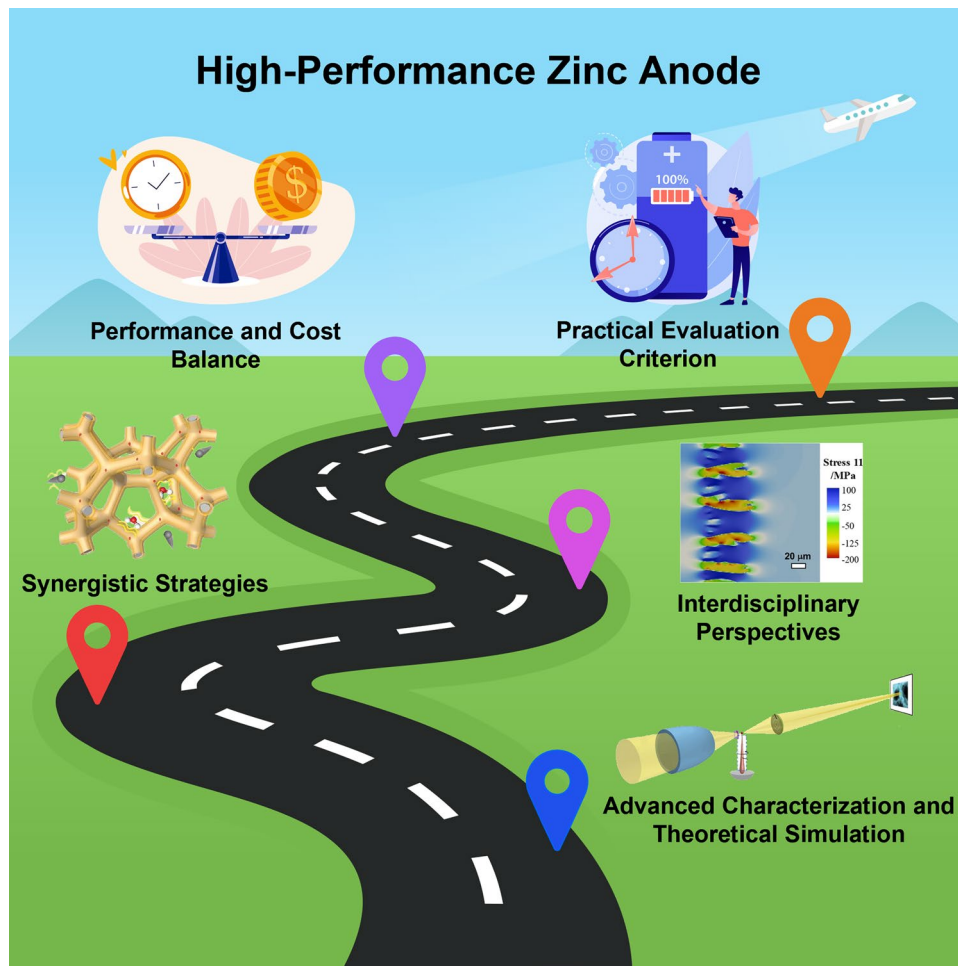 High-Performance Zinc Anode
$
+
100%
Performance and Cost
Balance
Practical Evaluation
Criterion
Synergistic Strategies
Stress 11
/MPa
100
25
-50
-125
-200
20 μm
Interdisciplinary
Perspectives
Advanced Characterization and
Theoretical Simulation